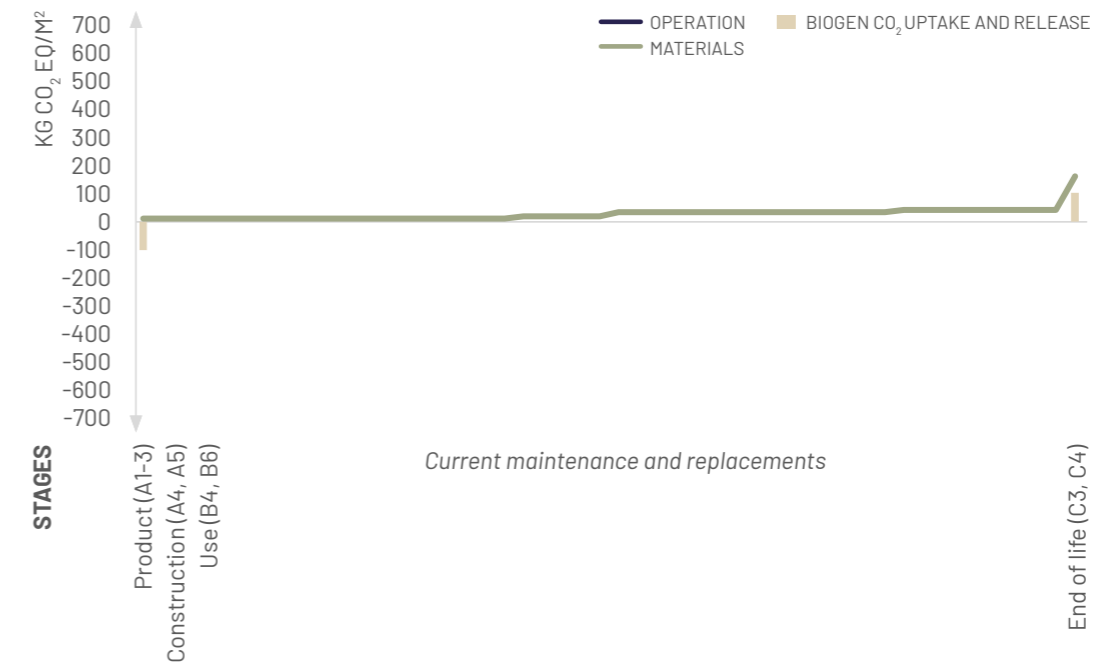 KG CO₂ EQ/M²
700
600
500
400
300
200
100
0
-100
-200
-300
-400
-500
-600
-700
OPERATION
MATERIALS
BIOGEN CO₂ UPTAKE AND RELEASE
STAGES
Product (A1-3)
Construction (A4, A5)
Use (B4, B6)
Current maintenance and replacements
End of life (C3, C4)